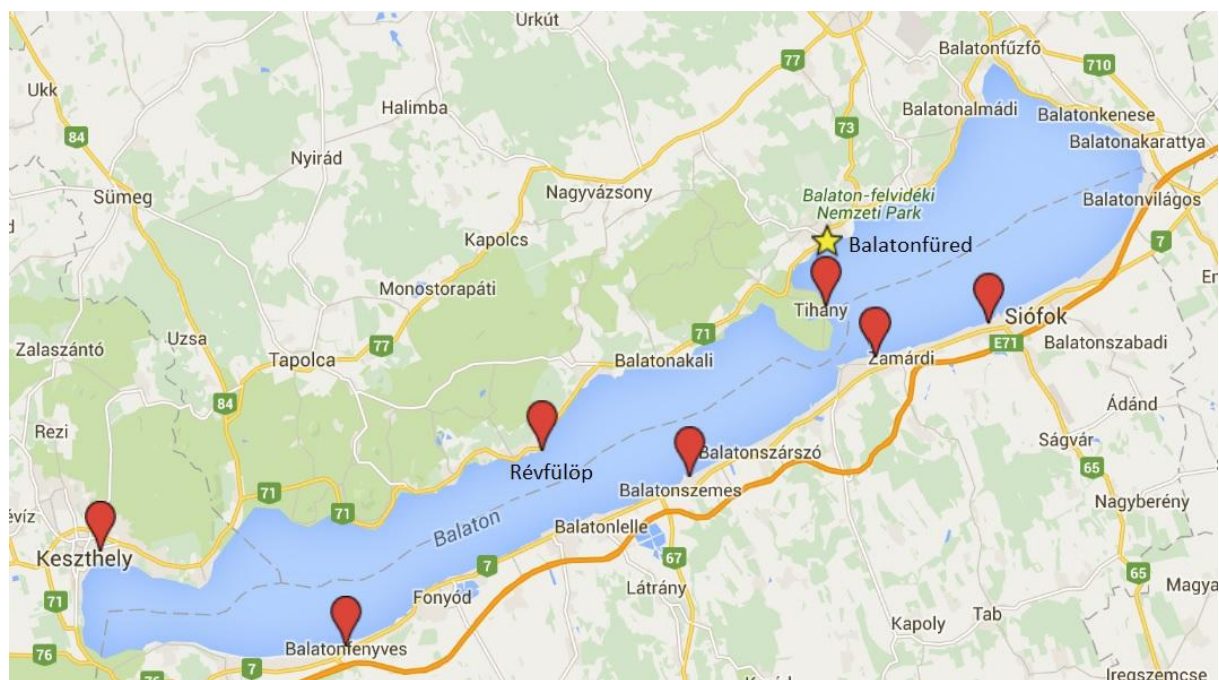 Úrkút
Balatonfűzfő
77
710
Ukk
Halimba
Balatonalmádi
Balatonkenese
84
73
Balatonakarattya
Nyirád
Nagyvázsony
Sümeg
Balaton-felvidéki
Nemzeti Park
Balatonvilágos
Kapolcs
Balatonfüred
7
Monostorapáti
Tihany
Siófok
Uzsa
71
Zalaszántó
77
Zamárdi
E71
Balatonszabadi
Tapolca
Balatonakali
84
Ádánd
Rezi
Ságvár
Balatonszárszó
65
Révfülöp
Balatonszemes
Nagyberény
71
71
Balaton
Balatonlelle
Keszthely
7
67
65
Látrány
Magya
71
Fonyód
Tab
Kapoly
Balatonfenyves
76
7
76
Iregszemcse